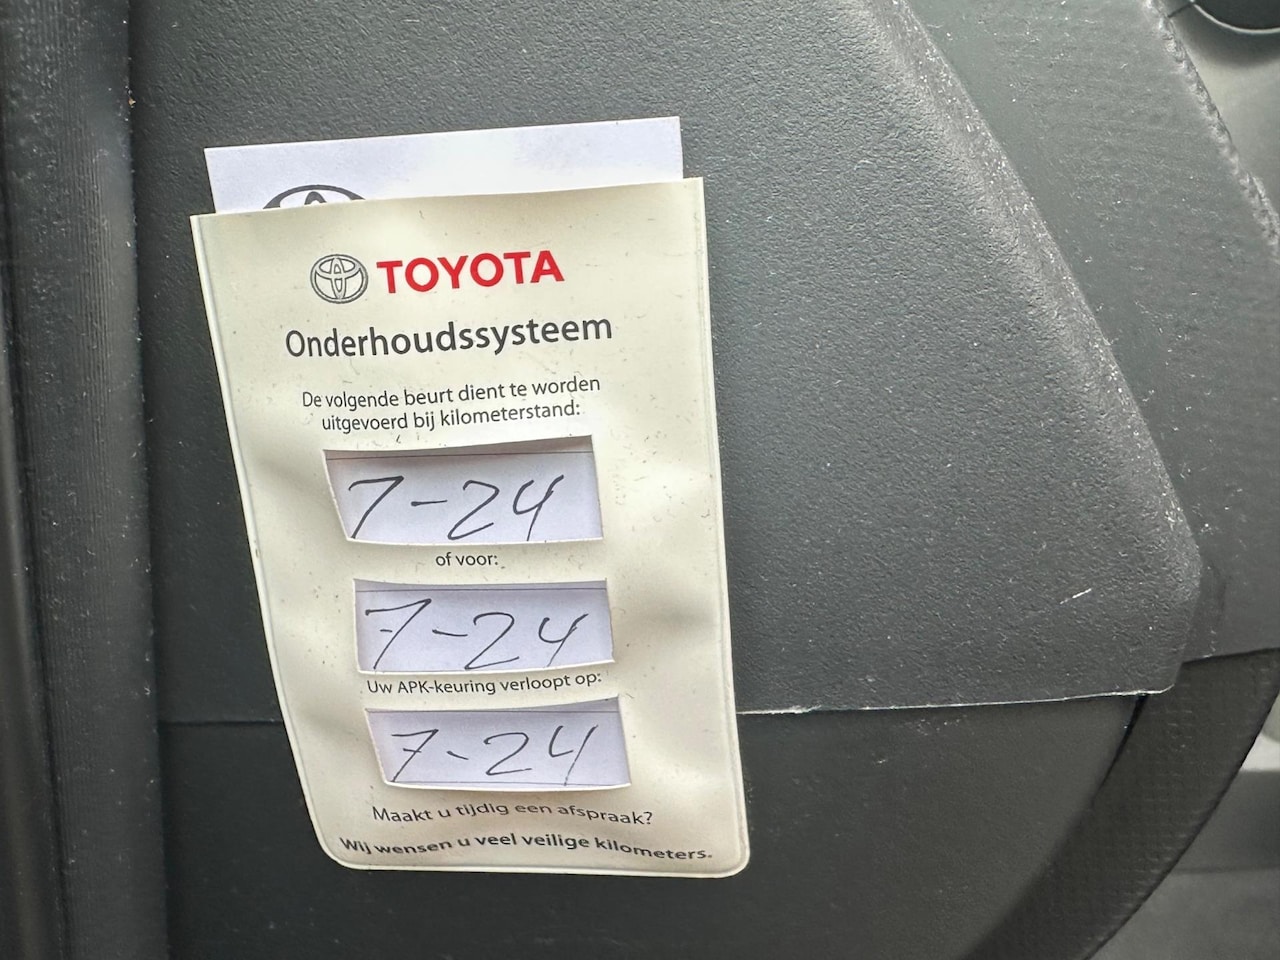 TOYOTA
Onderhoudssysteem
De volgende beurt dient te worden
uitgevoerd bij kilometerstand:
7-24
of voor:
7-24
Uw APK-keuring verloopt op:
7-24
Maakt u tijdig een afspraak?
Wij wensen u veel veilige kilometers.